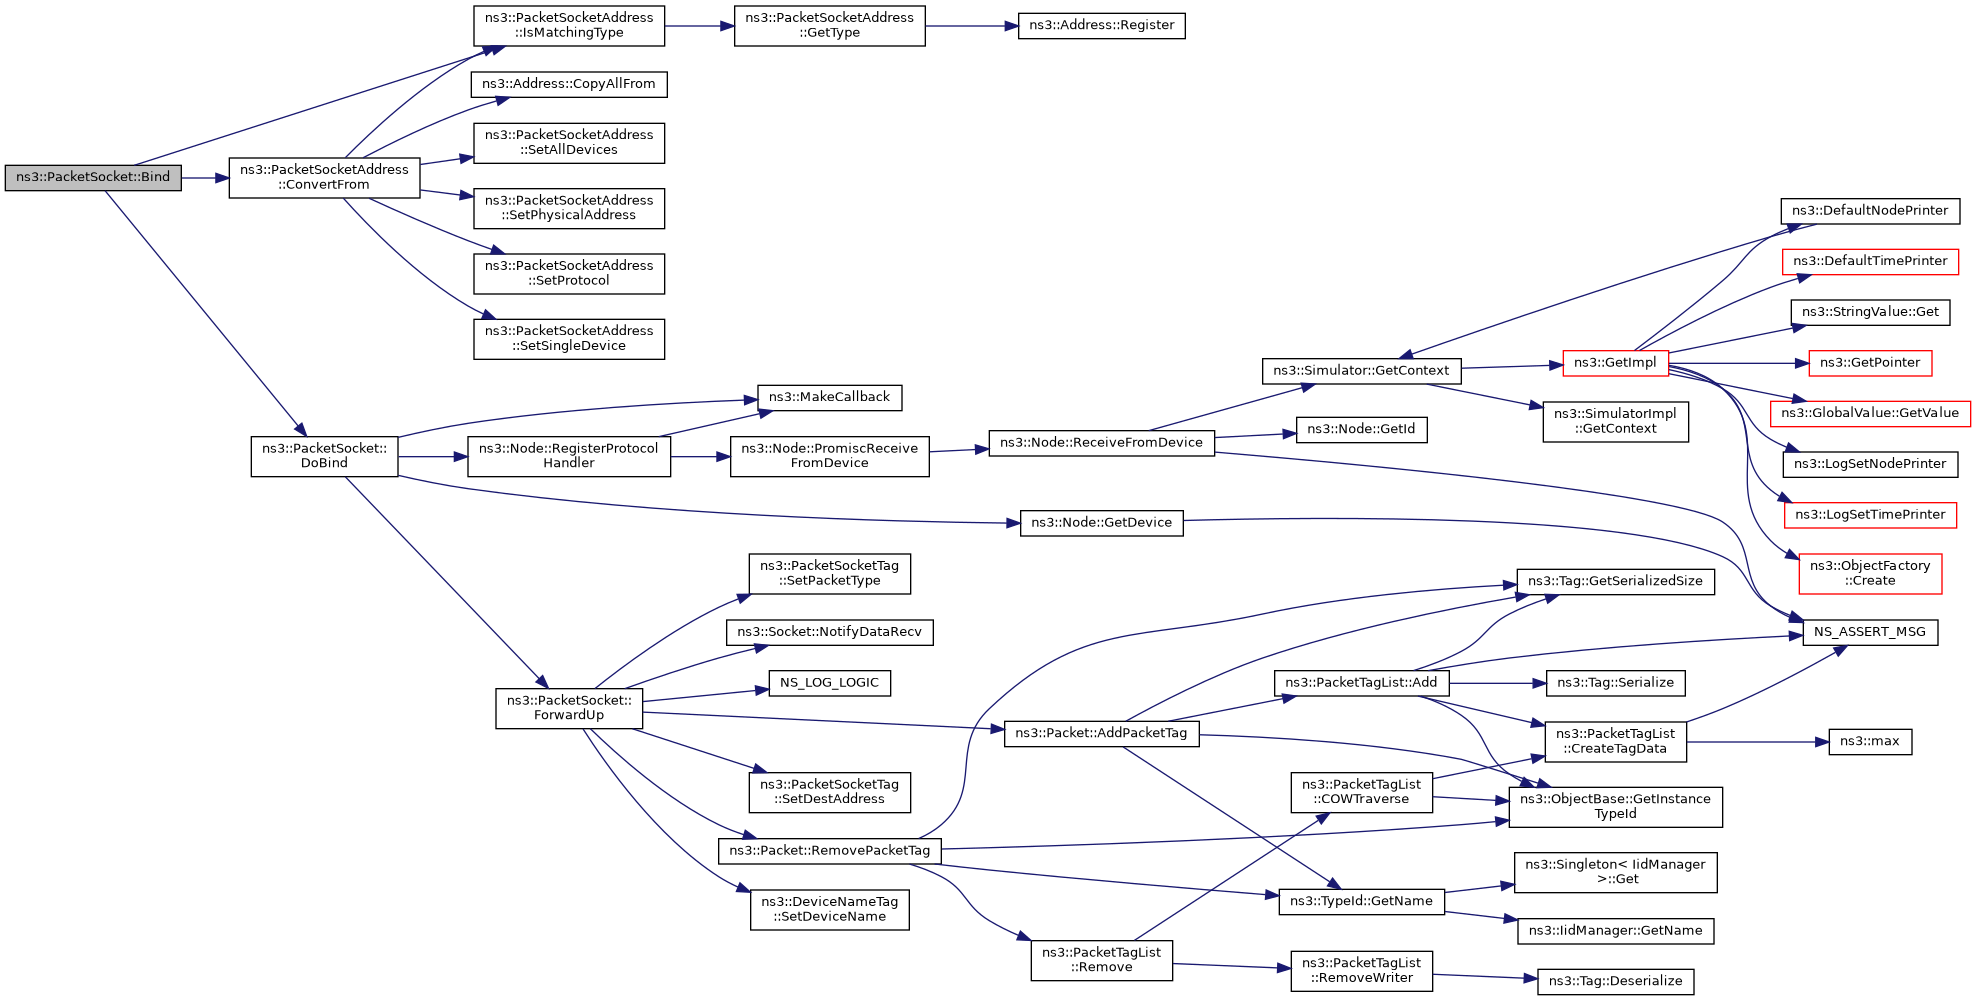 ns3::PacketSocket::Bind
ns3::PacketSocketAddress
::IsMatchingType
ns3::PacketSocketAddress
::GetType
ns3::Address::Register
ns3::Address::CopyAllFrom
ns3::PacketSocketAddress
::SetAllDevices
ns3::PacketSocketAddress
::ConvertFrom
ns3::PacketSocketAddress
::SetPhysicalAddress
ns3::PacketSocketAddress
::SetProtocol
ns3::PacketSocketAddress
::SetSingleDevice
ns3::DefaultNodePrinter
ns3::DefaultTimePrinter
ns3::StringValue::Get
ns3::GetImpl
ns3::GetPointer
ns3::Simulator::GetContext
ns3::MakeCallback
ns3::GlobalValue::GetValue
ns3::SimulatorImpl
::GetContext
ns3::Node::GetId
ns3::PacketSocket::
DoBind
ns3::Node::RegisterProtocol
Handler
ns3::Node::PromiscReceive
FromDevice
ns3::Node::ReceiveFromDevice
ns3::LogSetNodePrinter
ns3::LogSetTimePrinter
ns3::Node::GetDevice
ns3::ObjectFactory
::Create
ns3::PacketSocketTag
::SetPacketType
ns3::Tag::GetSerializedSize
ns3::Socket::NotifyDataRecv
NS_ASSERT_MSG
NS_LOG_LOGIC
ns3::PacketTagList::Add
ns3::Tag::Serialize
ns3::PacketSocket::
ForwardUp
ns3::Packet::AddPacketTag
ns3::PacketTagList
::CreateTagData
ns3::max
ns3::PacketSocketTag
::SetDestAddress
ns3::PacketTagList
::COWTraverse
ns3::ObjectBase::GetInstance
TypeId
ns3::Packet::RemovePacketTag
ns3::Singleton< IidManager
>::Get
ns3::DeviceNameTag
::SetDeviceName
ns3::TypeId::GetName
ns3::IidManager::GetName
ns3::PacketTagList
::Remove
ns3::PacketTagList
::RemoveWriter
ns3::Tag::Deserialize